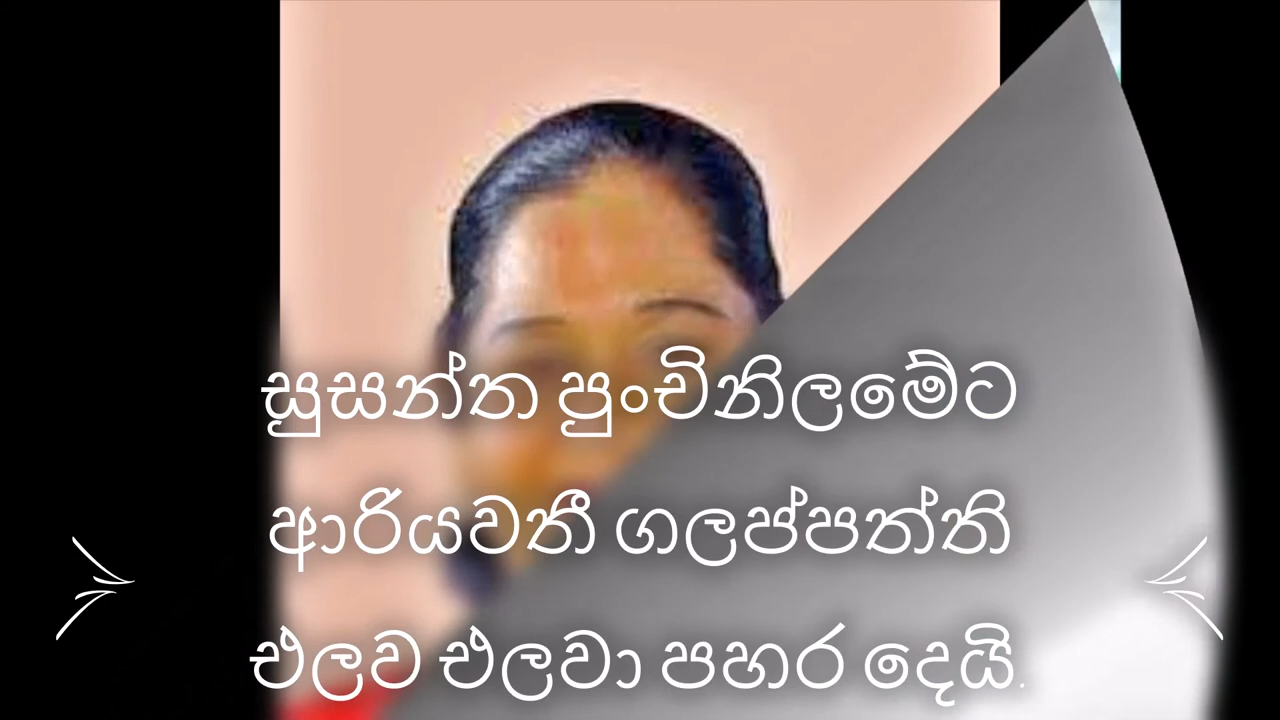 සුසන්ත පුංචිනිලමේට
ආරියවතී ගලප්පත්ති
එලව එලවා පහර දෙයි.